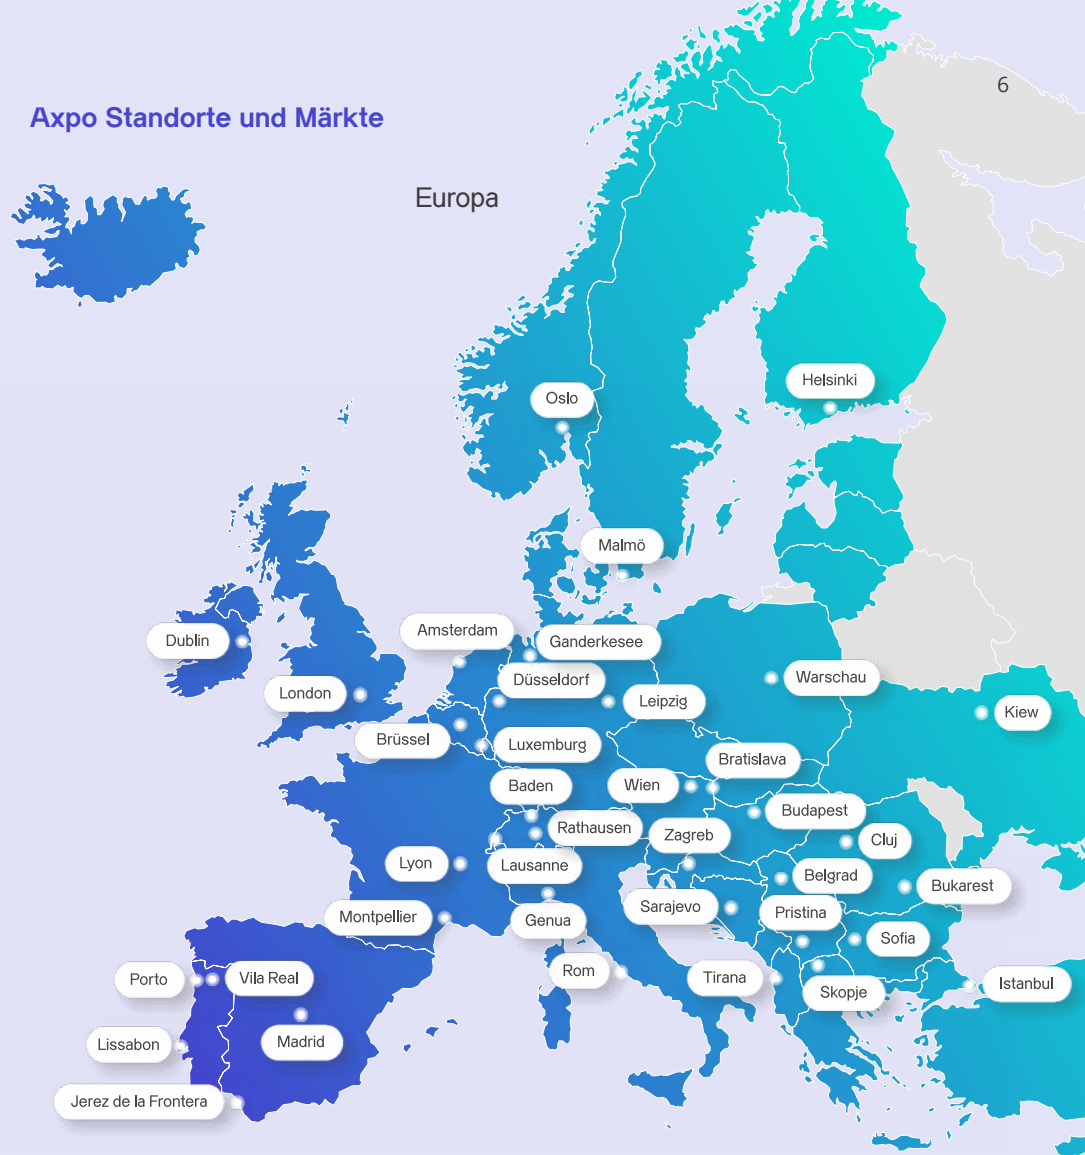 6
Axpo Standorte und Märkte
Europa
Helsinki
Oslo
Malmö
Amsterdam
Dublin
Ganderkesee
Düsseldorf
Warschau
London
Leipzig
Kiew
Brüssel
Luxemburg
Bratislava
Baden
Wien
Budapest
Rathausen
Zagreb
Cluj
Lyon
Lausanne
Belgrad
Bukarest
Sarajevo
Pristina
Montpellier
Genua
Sofia
Rom
Porto
Vila Real
Tirana
Istanbul
Skopje
Madrid
Lissabon
Jerez de la Frontera